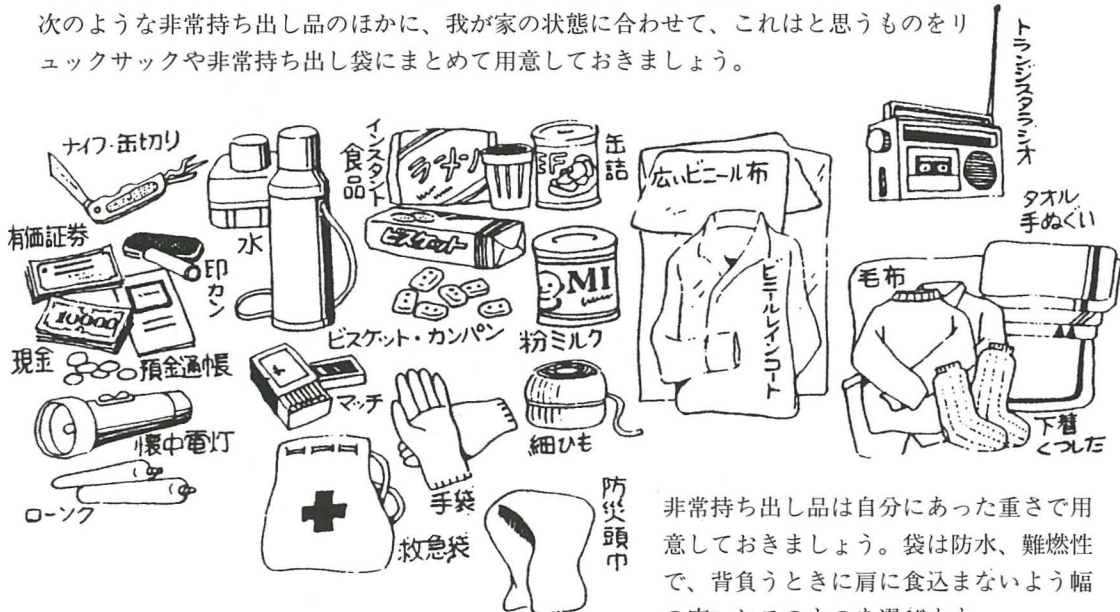 次のような非常持ち出し品のほかに、我が家の状態に合わせて、これはと思うものをリ
ュックサックや非常持ち出し袋にまとめて用意しておきましょう。
トランジスタラジオ
ナイフ・缶切り
水
インスタント
食品
ラーメン
缶詰
広いビニール布
ビニールレインコート
タオル
手ぬぐい
毛布
有価証券
印カン
10000
現金
預金通帳
ビスケット
ビスケット・カンパン
MI
粉ミルク
マッチ
懐中電灯
ローソク
手袋
細ひも
下着
くつした
救急袋
防災頭巾
非常持ち出し品は自分にあった重さで用
意しておきましょう。袋は防水、難燃性
で、背負うときに肩に食込まないよう幅